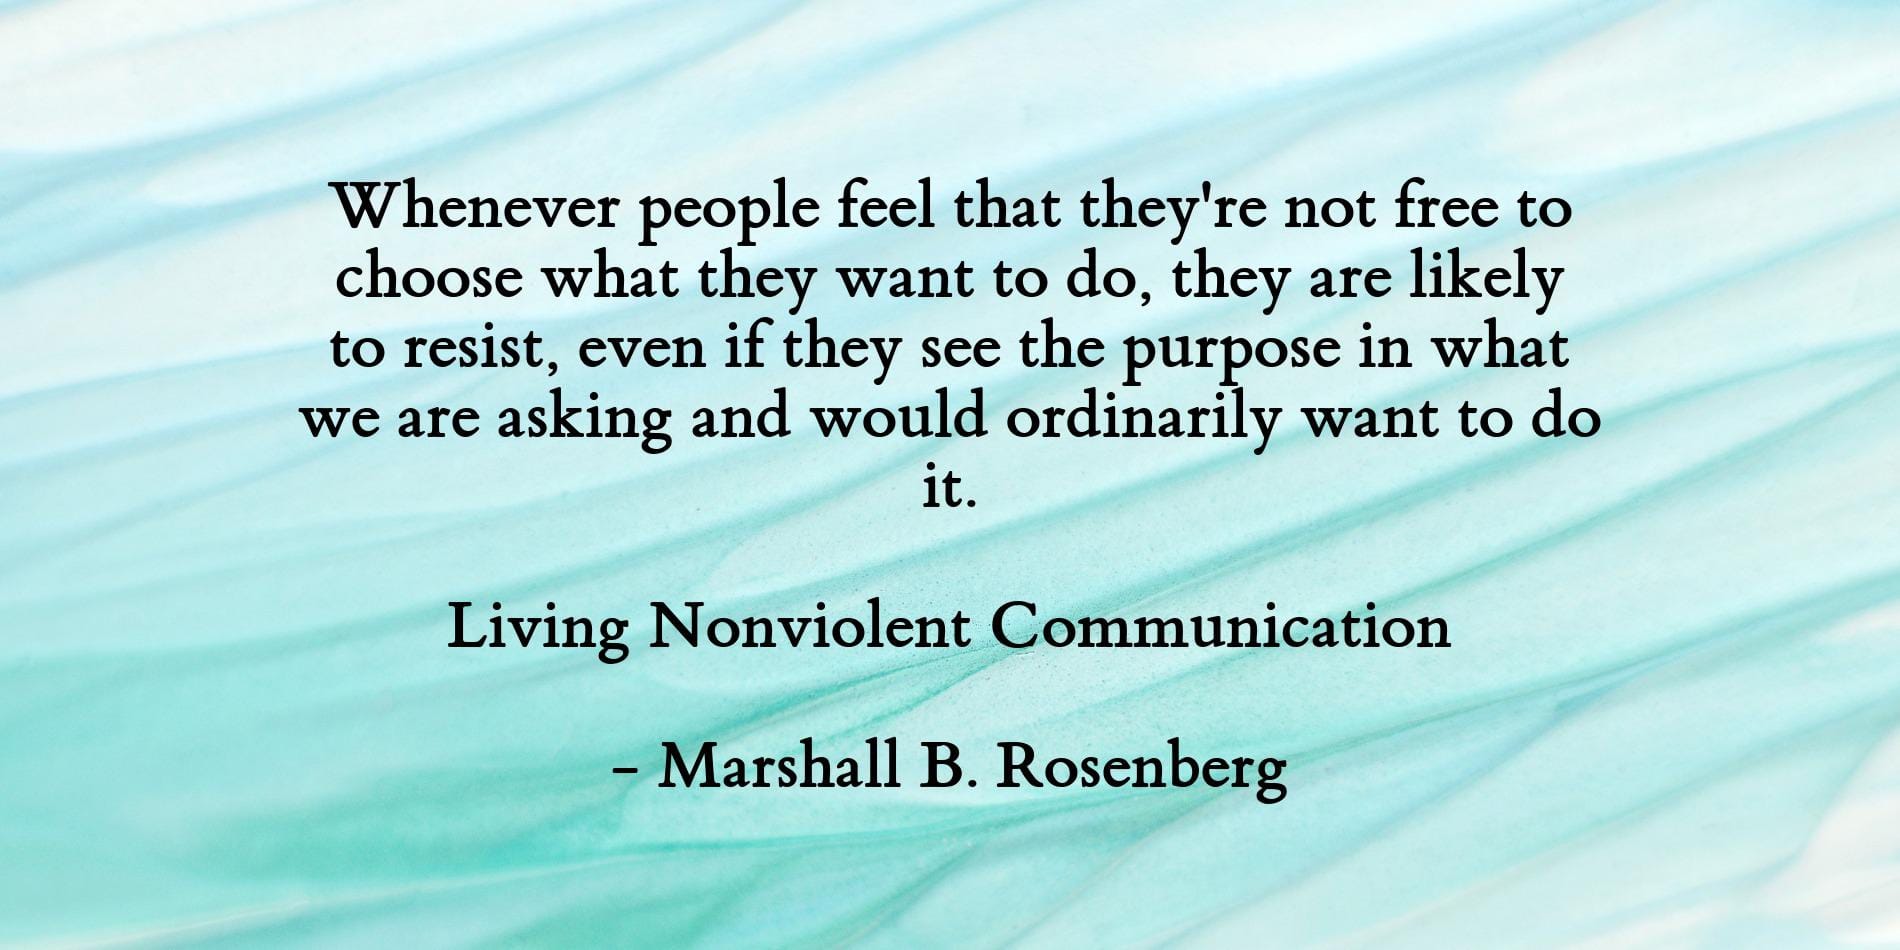 Whenever people feel that they're not free to
choose what they want to do, they are likely
to resist, even if they see the purpose in what
we are asking and would ordinarily want to do
it.
Living Nonviolent Communication
- Marshall B. Rosenberg